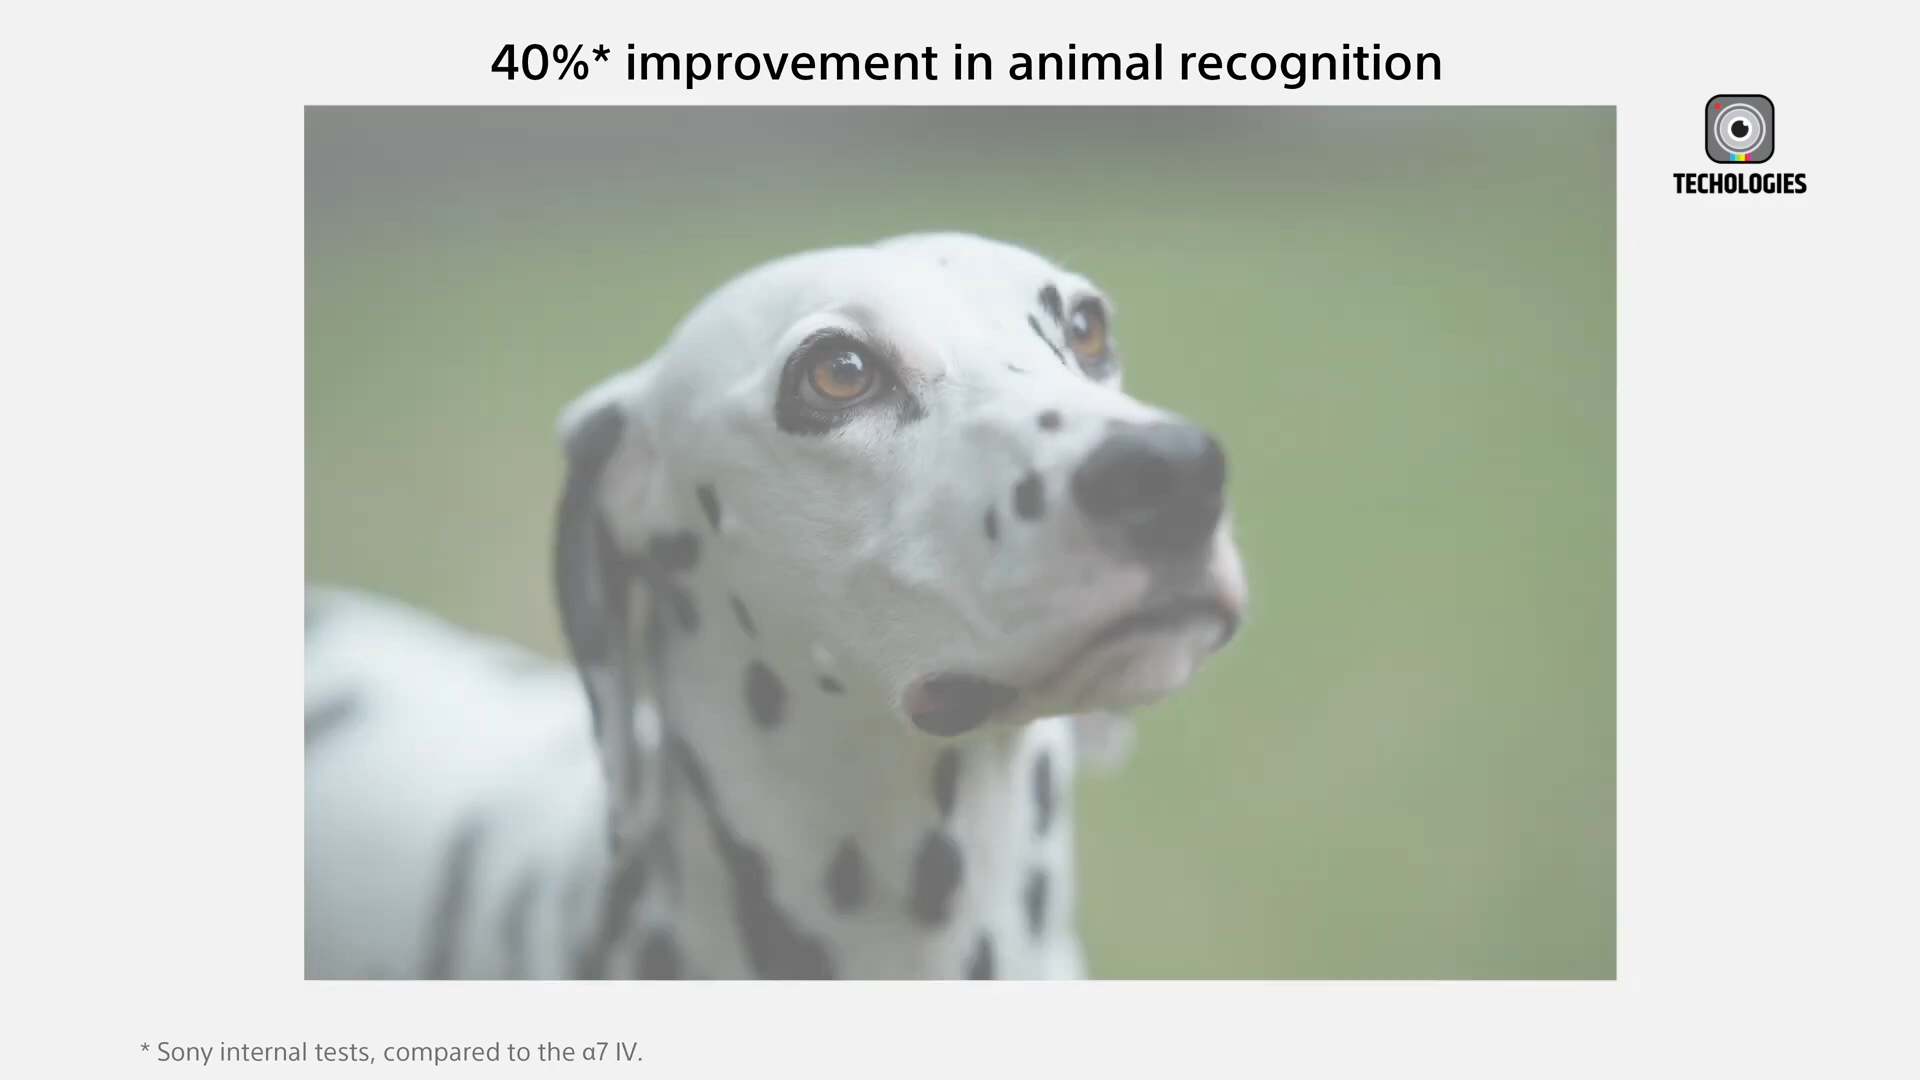 40%* improvement in animal recognition
TECHOLOGIES
* Sony internal tests, compared to the α7 IV.